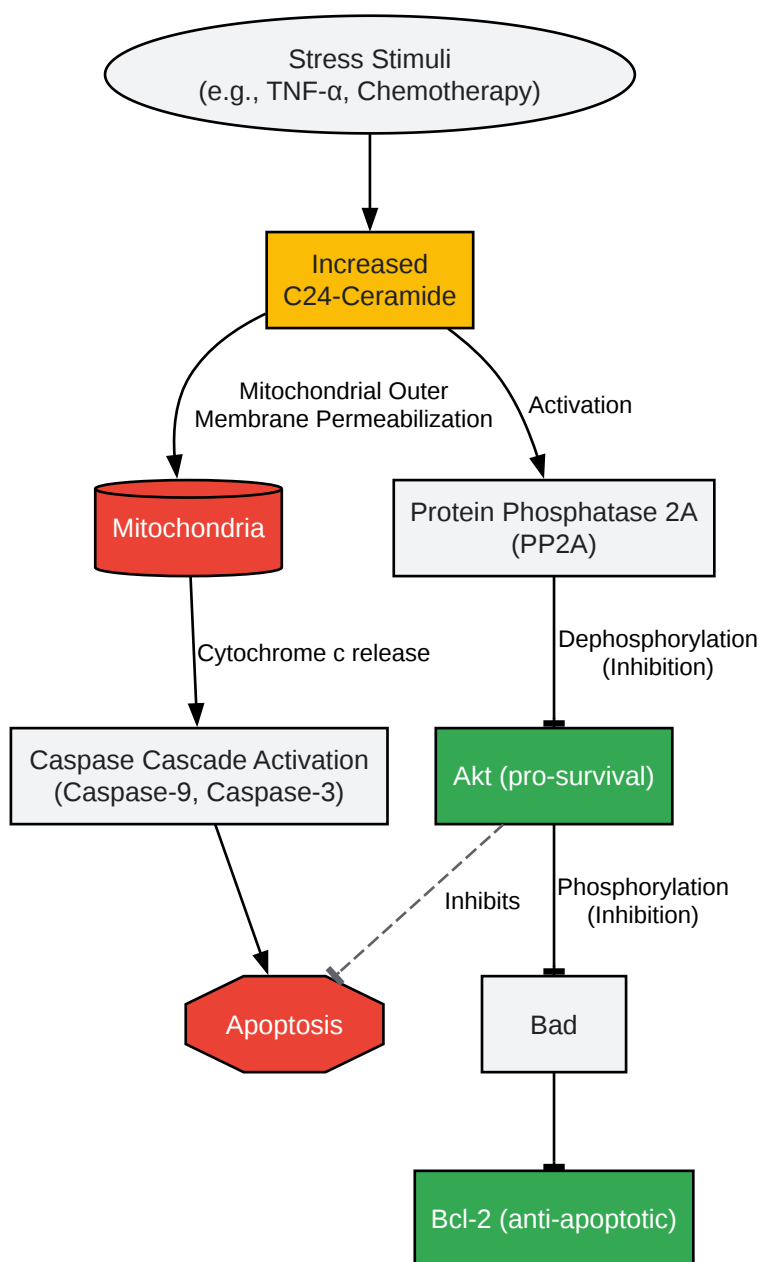 Stress Stimuli
(e.g., TNF-α, Chemotherapy)
Increased
C24-Ceramide
Mitochondrial Outer
Membrane Permeabilization
Activation
Mitochondria
Protein Phosphatase 2A
(PP2A)
Cytochrome c release
Dephosphorylation
(Inhibition)
Caspase Cascade Activation
(Caspase-9, Caspase-3)
Akt (pro-survival)
Inhibits
Phosphorylation
(Inhibition)
Apoptosis
Bad
Bcl-2 (anti-apoptotic)